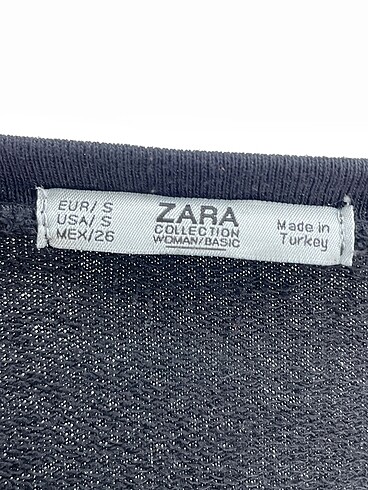 EUR/ S
USA/ S
MEX/26
ZARA
COLLECTION
WOMAN/BASIC
Made in
Turkey